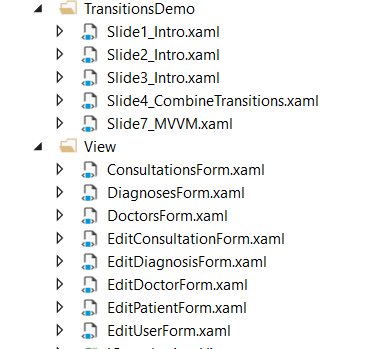 TransitionsDemo
Slide1_Intro.xaml
Slide2_Intro.xaml
Slide3_Intro.xaml
Slide4_CombineTransitions.xaml
Slide7_MVVM.xaml
View
ConsultationsForm.xaml
DiagnosesForm.xaml
DoctorsForm.xaml
EditConsultationForm.xaml
EditDiagnosisForm.xaml
EditDoctorForm.xaml
EditPatientForm.xaml
EditUserForm.xaml